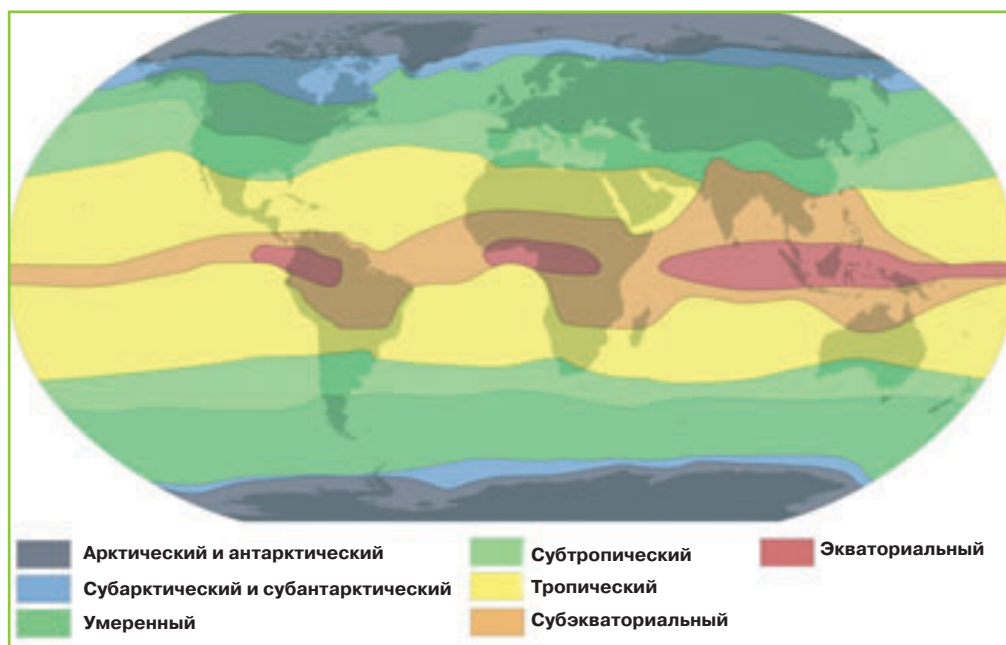 Арктический и антарктический
Субарктический и субантарктический
Умеренный
Субтропический
Тропический
Субэкваториальный
Экваториальный